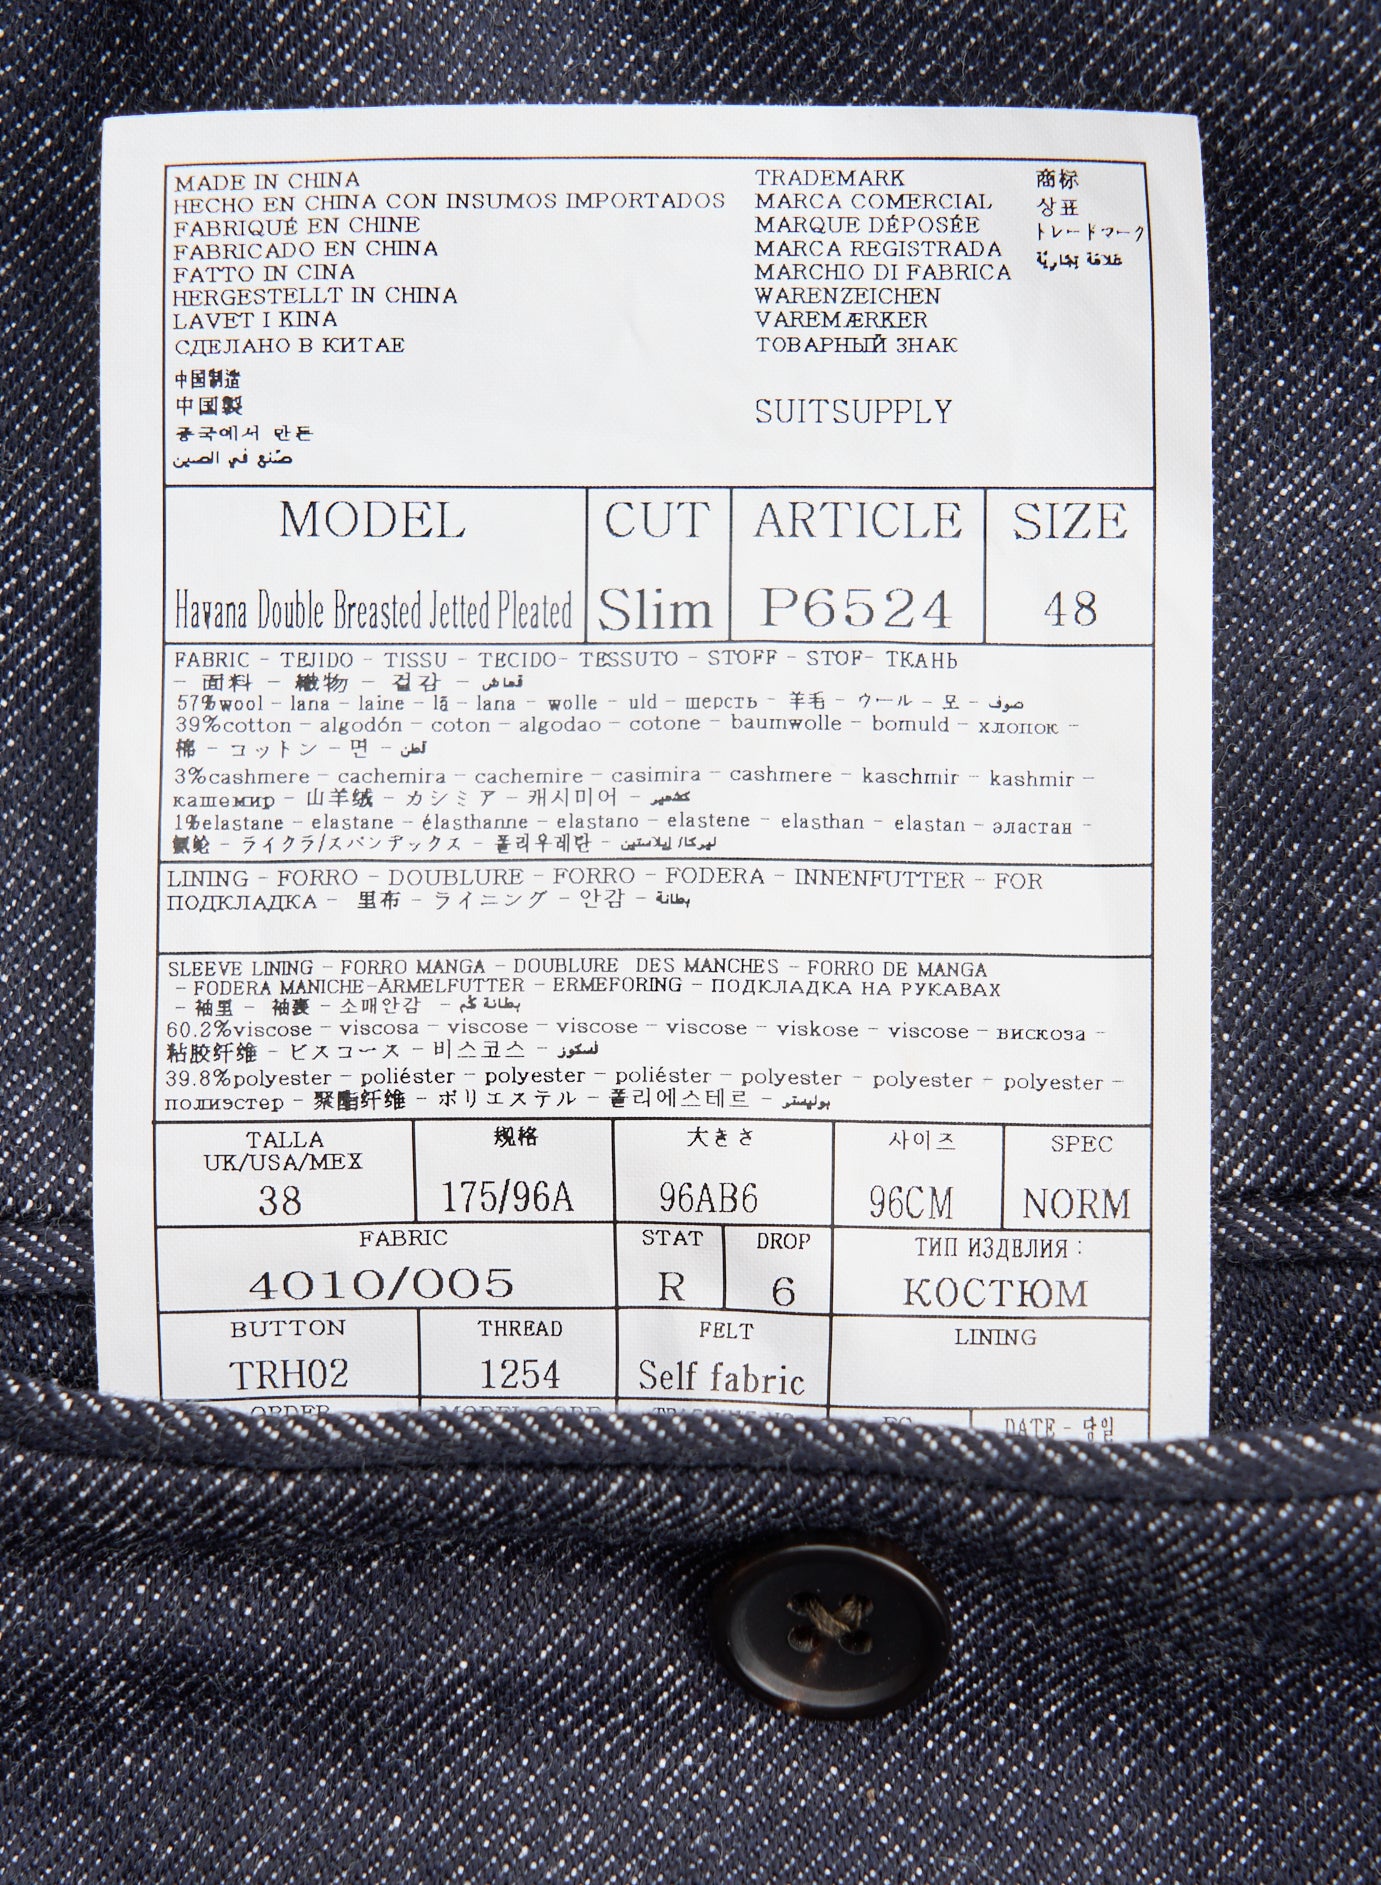 MADE IN CHINA
HECHO EN CHINA CON INSUMOS IMPORTADOS
FABRIQUÉ EN CHINE
FABRICADO EN CHINA
FATTO IN CINA
HERGESTELLT IN CHINA
LAVET I KINA
СДЕЛАНО В КИТАЕ
中国制造
中国製
중국에서 만든
صنع في الصين
TRADEMARK
MARCA COMERCIAL
MARQUE DÉPOSÉE
MARCA REGISTRADA
MARCHIO DI FABRICA
WARENZEICHEN
VAREMÆRKER
ТОВАРНЫЙ ЗНАК
商标
상표
トレードマーク
علامة تجارية
SUITSUPPLY
MODEL CUT ARTICLE SIZE
Havana Double Breasted Jetted Pleated Slim P6524 48
FABRIC - TEJIDO - TISSU - TECIDO- TESSUTO - STOFF - STOF- ТКАНЬ
- 面料 - 織物 - 겉감 - قماش
57%wool - lana - laine - lã - lana - wolle - uld - шерсть - 羊毛 - ウール - 모 - صوف
39%cotton - algodón - coton - algodao - cotone - baumwolle - bomuld - хлопок -
棉 - コットン - 면 - قطن
3%cashmere - cachemira - cachemire - casimira - cashmere - kaschmir - kashmir -
кашемир - 山羊绒 - カシミア - 캐시미어 - كشمير
1%elastane - elastane - élasthanne - elastano - elastene - elasthan - elastan - эластан -
氨纶 - ライクラ/スパンデックス - 폴리우레탄 - ليكرا/ إيلاستين
LINING - FORRO - DOUBLURE - FORRO - FODERA - INNENFUTTER - FOR
ПОДКЛАДКА - 里布 - ライニング - 안감 - بطانة
SLEEVE LINING - FORRO MANGA - DOUBLURE DES MANCHES - FORRO DE MANGA
- FODERA MANICHE-ARMELFUTTER - ERMEFORING - ПОДКЛАДКА НА РУКАВАХ
- 袖里 - 袖裏 - 소매안감 - بطانة كم
60.2%viscose - viscosa - viscose - viscose - viscose - viskose - viscose - вискоза -
粘胶纤维 - ビスコース - 비스코스 - فسكوز
39.8%polyester - poliéster - polyester - poliéster - polyester - polyester - polyester -
полиэстер - 聚酯纤维 - ポリエステル - 폴리에스테르 - بوليستر
TALLA
UK/USA/MEX
38
规格
175/96A
大きさ
96AB6
사이즈
96CM
SPEC
NORM
FABRIC
4010/005
STAT
R
DROP
6
ТИП ИЗДЕЛИЯ :
КОСТЮМ
BUTTON
TRH02
THREAD
1254
FELT
Self fabric
LINING
ORDER
MODEL CODE
DATE - 담일